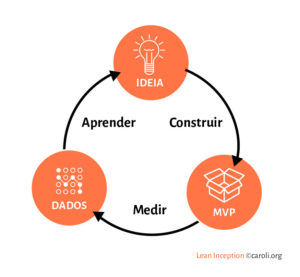 IDEIA
Aprender
Construir
DADOS
Medir
MVP
Lean Inception ©caroli.org